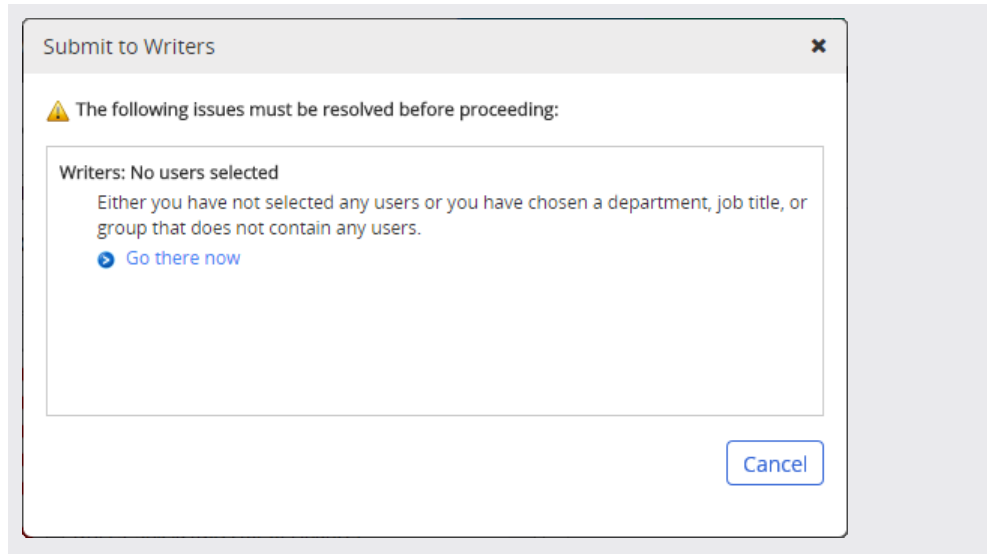 Submit to Writers
The following issues must be resolved before proceeding:
Writers: No users selected
Either you have not selected any users or you have chosen a department, job title, or
group that does not contain any users.
Go there now
Cancel